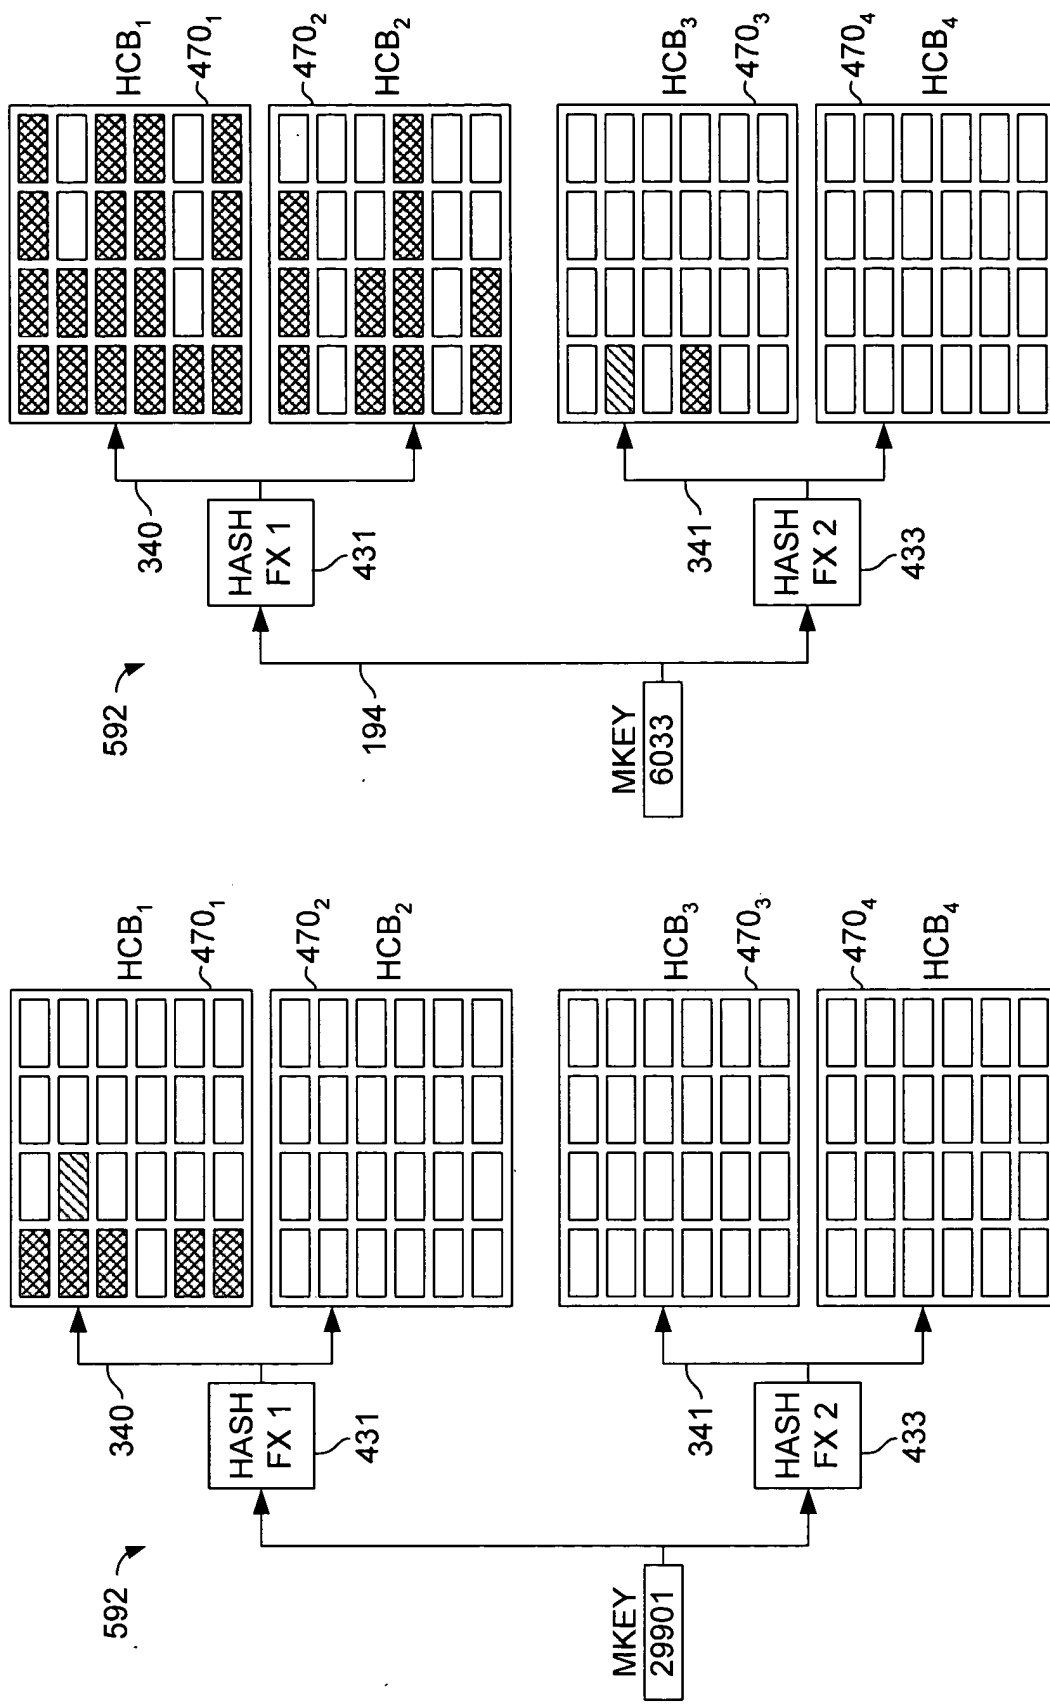 592
340
HASH
FX 1
431
HCB₁
470₁
470₂
HCB₂
MKEY
29901
341
HASH
FX 2
433
HCB₃
470₃
470₄
HCB₄
592
340
HASH
FX 1
431
HCB₁
470₁
470₂
HCB₂
194
MKEY
6033
341
HASH
FX 2
433
HCB₃
470₃
470₄
HCB₄